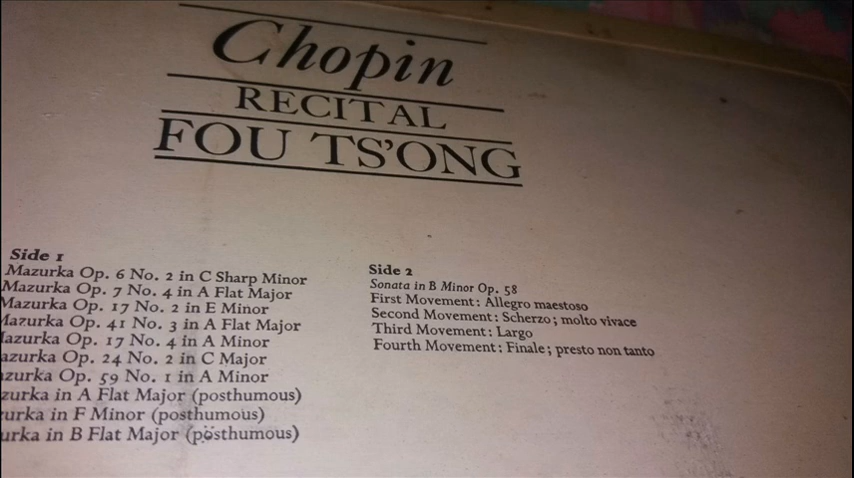 Chopin
RECITAL
FOU TS'ONG
Side 1
Mazurka Op. 6 No. 2 in C Sharp Minor
Mazurka Op. 7 No. 4 in A Flat Major
Mazurka Op. 17 No. 2 in E Minor
Mazurka Op. 41 No. 3 in A Flat Major
Mazurka Op. 17 No. 4 in A Minor
azurka Op. 24 No. 2 in C Major
azurka Op. 59 No. 1 in A Minor
zurka in A Flat Major (posthumous)
zurka in F Minor (posthumous)
urka in B Flat Major (posthumous)
Side 2
Sonata in B Minor Op. 58
First Movement: Allegro maestoso
Second Movement: Scherzo; molto vivace
Third Movement: Largo
Fourth Movement: Finale; presto non tanto